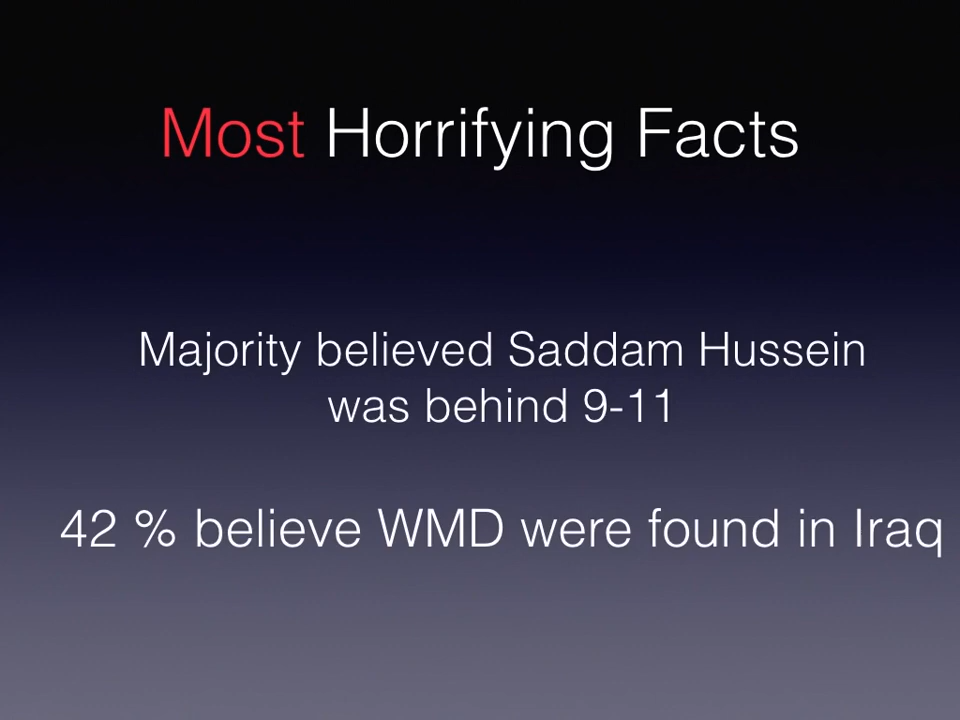 Most Horrifying Facts
Majority believed Saddam Hussein
was behind 9-11
42 % believe WMD were found in Iraq